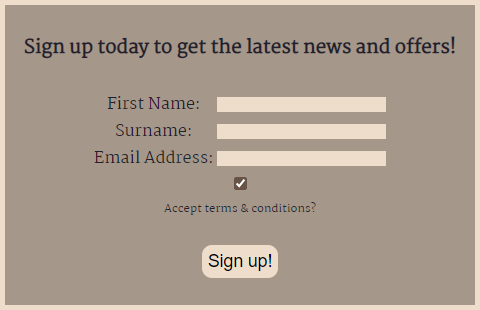 Sign up today to get the latest news and offers!
First Name:
Surname:
Email Address:
Accept terms & conditions?
Sign up!